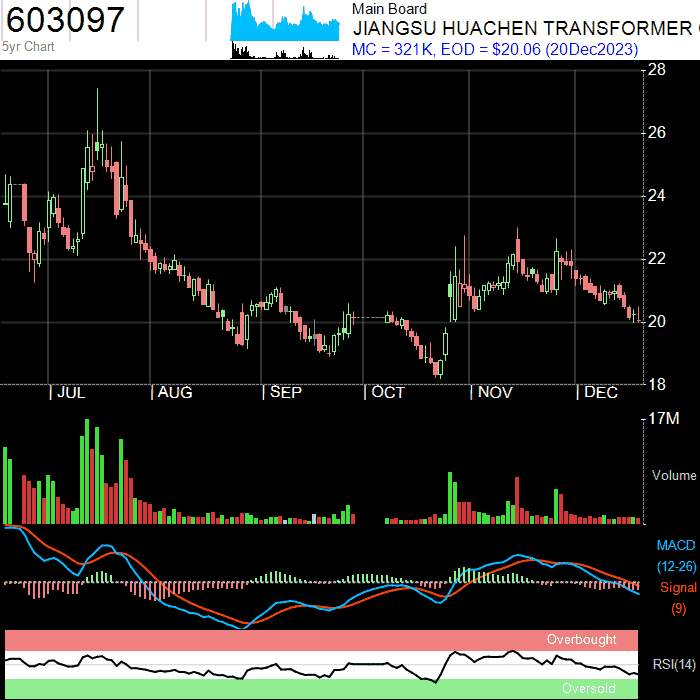 603097
5yr Chart
Main Board
JIANGSU HUACHEN TRANSFORMER
MC = 321K, EOD = $20.06 (20Dec2023)
28
26
24
22
20
18
JUL AUG SEP OCT NOV DEC
17M
Volume
MACD
(12-26)
Signal
(9)
Overbought
RSI(14)
Oversold